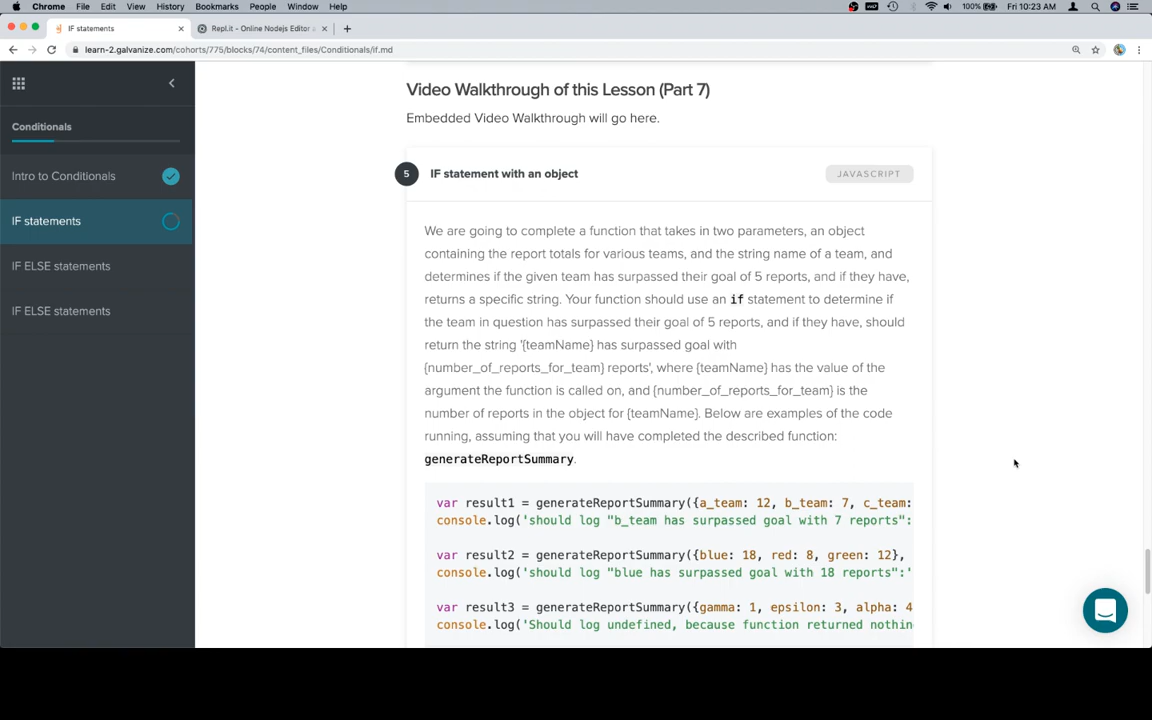 Chrome File Edit View History Bookmarks People Window Help 100% Fri 10:23 AM
IF statements
Repl.it - Online Nodejs Editor
learn-2.galvanize.com/cohorts/775/blocks/74/content_files/Conditionals/if.md
Conditionals
Intro to Conditionals
IF statements
IF ELSE statements
IF ELSE statements
Video Walkthrough of this Lesson (Part 7)
Embedded Video Walkthrough will go here.
5 IF statement with an object JAVASCRIPT
We are going to complete a function that takes in two parameters, an object
containing the report totals for various teams, and the string name of a team, and
determines if the given team has surpassed their goal of 5 reports, and if they have,
returns a specific string. Your function should use an if statement to determine if
the team in question has surpassed their goal of 5 reports, and if they have, should
return the string '{teamName} has surpassed goal with
{number_of_reports_for_team} reports', where {teamName} has the value of the
argument the function is called on, and {number_of_reports_for_team} is the
number of reports in the object for {teamName}. Below are examples of the code
running, assuming that you will have completed the described function:
generateReportSummary.
var result1 = generateReportSummary({a_team: 12, b_team: 7, c_team:
console.log('should log "b_team has surpassed goal with 7 reports":
var result2 = generateReportSummary({blue: 18, red: 8, green: 12},
console.log('should log "blue has surpassed goal with 18 reports":'
var result3 = generateReportSummary({gamma: 1, epsilon: 3, alpha: 4
console.log('Should log undefined, because function returned nothin